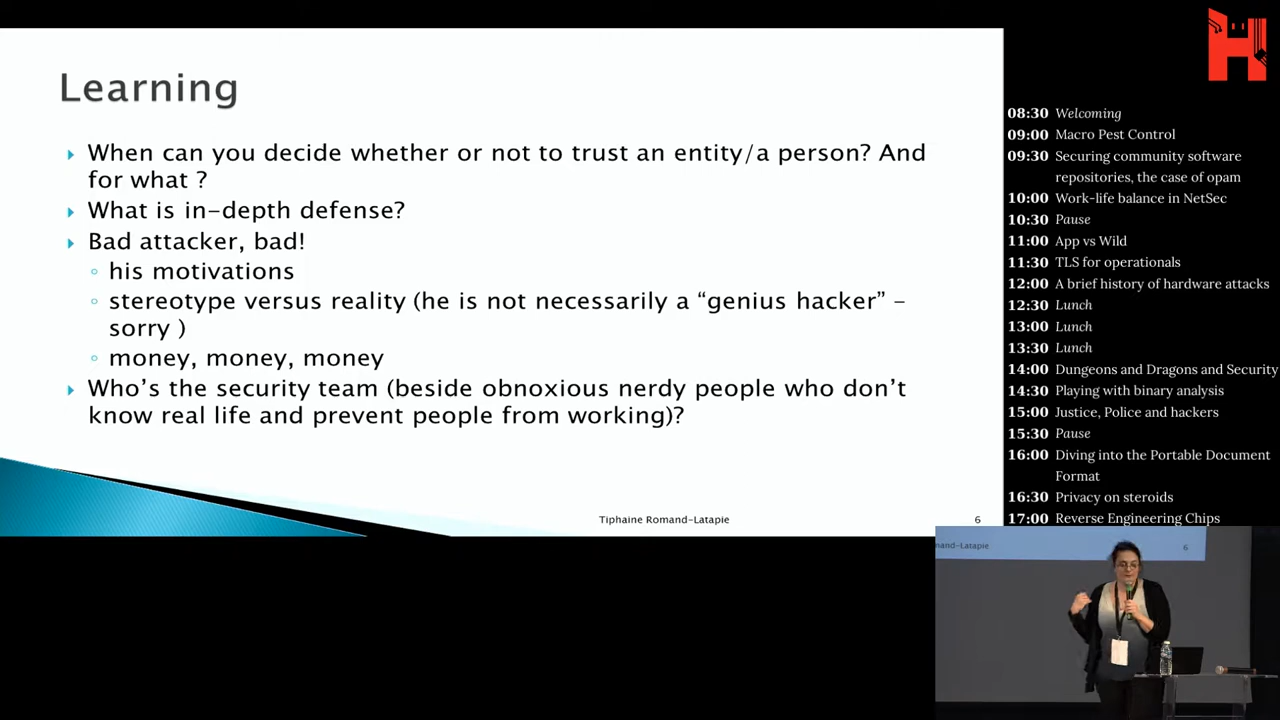 Learning
When can you decide whether or not to trust an entity/a person? And
for what ?
What is in-depth defense?
Bad attacker, bad!
his motivations
stereotype versus reality (he is not necessarily a “genius hacker” –
sorry )
money, money, money
Who’s the security team (beside obnoxious nerdy people who don’t
know real life and prevent people from working)?
Tiphaine Romand-Latapie
6
08:30 Welcoming
09:00 Macro Pest Control
09:30 Securing community software
repositories, the case of opam
10:00 Work-life balance in NetSec
10:30 Pause
11:00 App vs Wild
11:30 TLS for operationals
12:00 A brief history of hardware attacks
12:30 Lunch
13:00 Lunch
13:30 Lunch
14:00 Dungeons and Dragons and Security
14:30 Playing with binary analysis
15:00 Justice, Police and hackers
15:30 Pause
16:00 Diving into the Portable Document
Format
16:30 Privacy on steroids
17:00 Reverse Engineering Chips
mand-Latapie
6